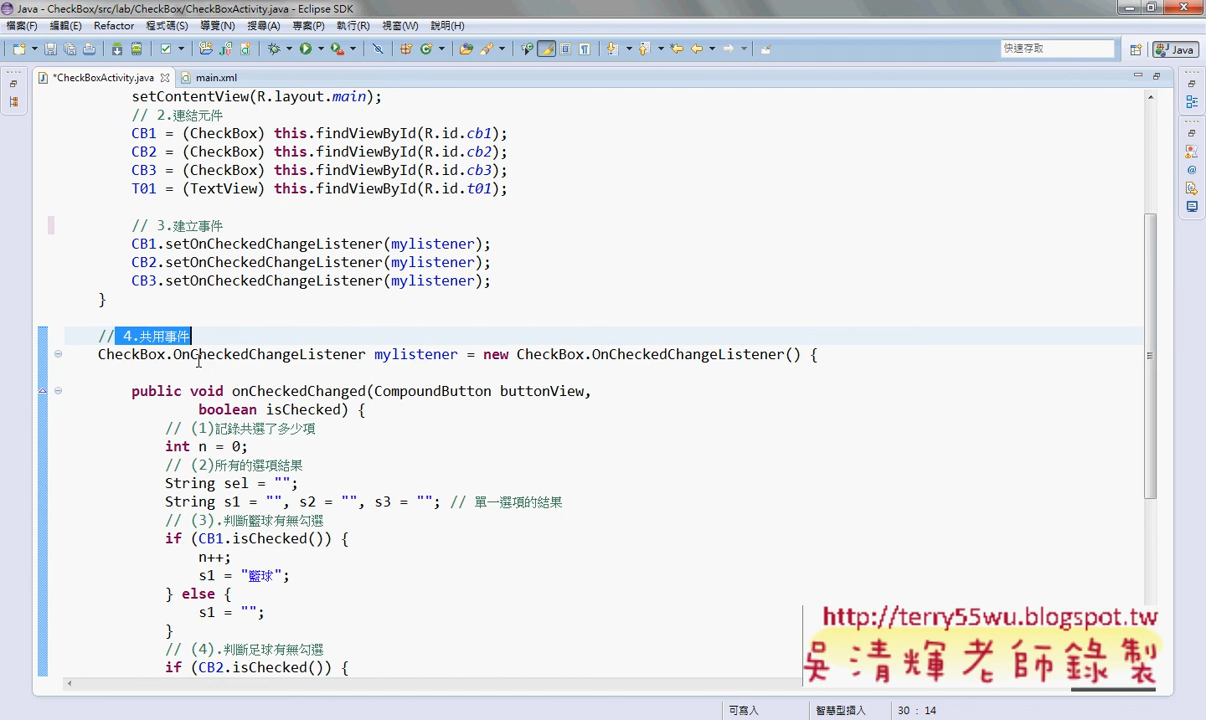 Java - CheckBox/src/lab/CheckBox/CheckBoxActivity.java - Eclipse SDK
檔案(F) 編輯(E) Refactor 程式碼(S) 導覽(N) 搜尋(A) 專案(P) 執行(R) 視窗(W) 說明(H)
快速存取 Java
*CheckBoxActivity.java main.xml
setContentView(R.layout.main);
// 2.連結元件
CB1 = (CheckBox) this.findViewById(R.id.cb1);
CB2 = (CheckBox) this.findViewById(R.id.cb2);
CB3 = (CheckBox) this.findViewById(R.id.cb3);
T01 = (TextView) this.findViewById(R.id.t01);
// 3.建立事件
CB1.setOnCheckedChangeListener(mylistener);
CB2.setOnCheckedChangeListener(mylistener);
CB3.setOnCheckedChangeListener(mylistener);
}
// 4.共用事件
CheckBox.OnCheckedChangeListener mylistener = new CheckBox.OnCheckedChangeListener() {
public void onCheckedChanged(CompoundButton buttonView,
boolean isChecked) {
// (1)記錄共選了多少項
int n = 0;
// (2)所有的選項結果
String sel = "";
String s1 = "", s2 = "", s3 = ""; // 單一選項的結果
// (3).判斷籃球有無勾選
if (CB1.isChecked()) {
n++;
s1 = "籃球";
} else {
s1 = "";
}
// (4).判斷足球有無勾選
if (CB2.isChecked()) {
http://terry55wu.blogspot.tw
吳清輝老師錄製
可寫入 智慧型插入 30 : 14